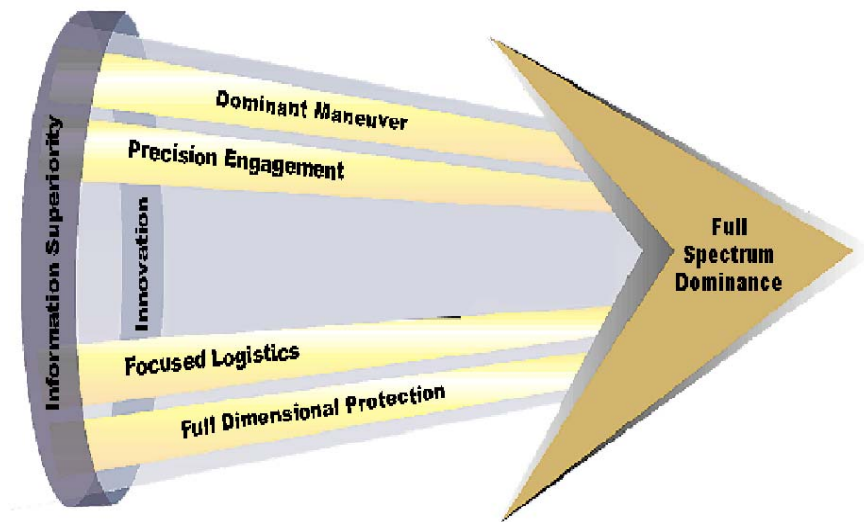 Information Superiority
Innovation
Dominant Maneuver
Precision Engagement
Focused Logistics
Full Dimensional Protection
Full
Spectrum
Dominance